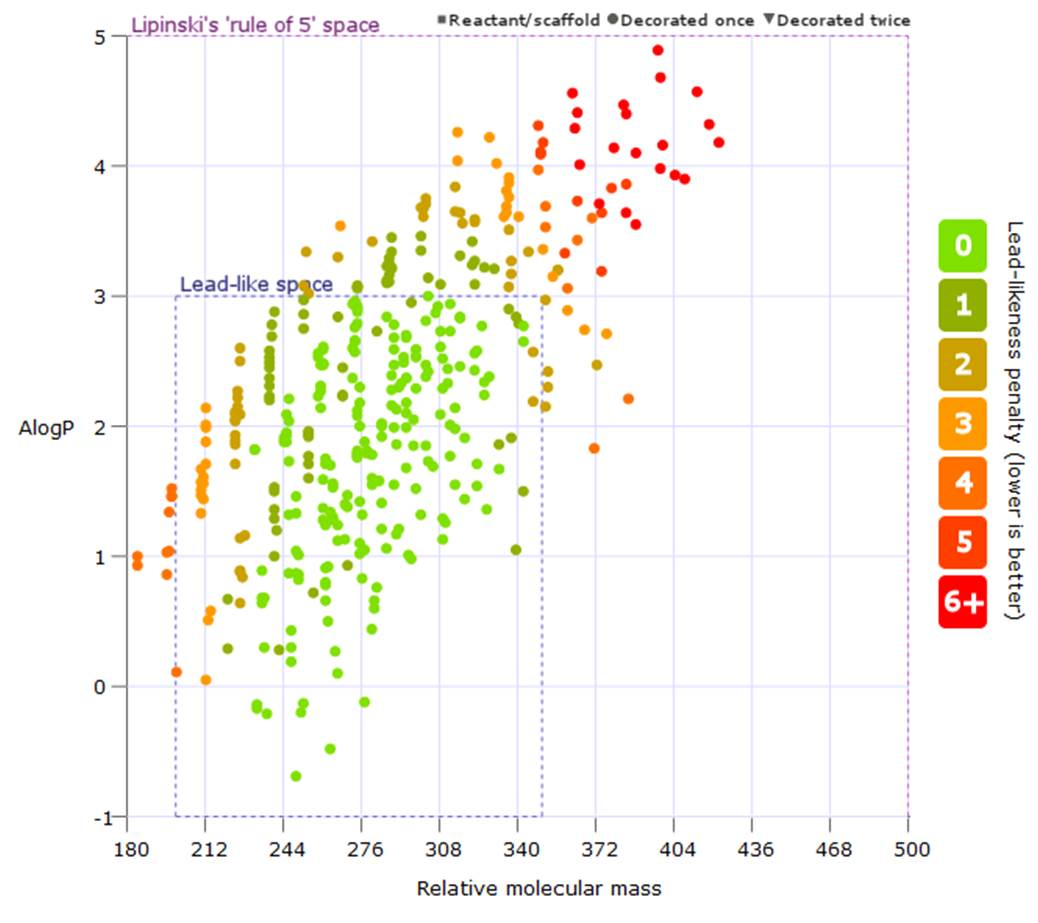 Lipinski's 'rule of 5' space
■Reactant/scaffold ●Decorated once ▼Decorated twice
5
4
3
2
1
0
-1
AlogP
Lead-like space
180 212 244 276 308 340 372 404 436 468 500
Relative molecular mass
0
1
2
3
4
5
6+
Lead-likeness penalty (lower is better)